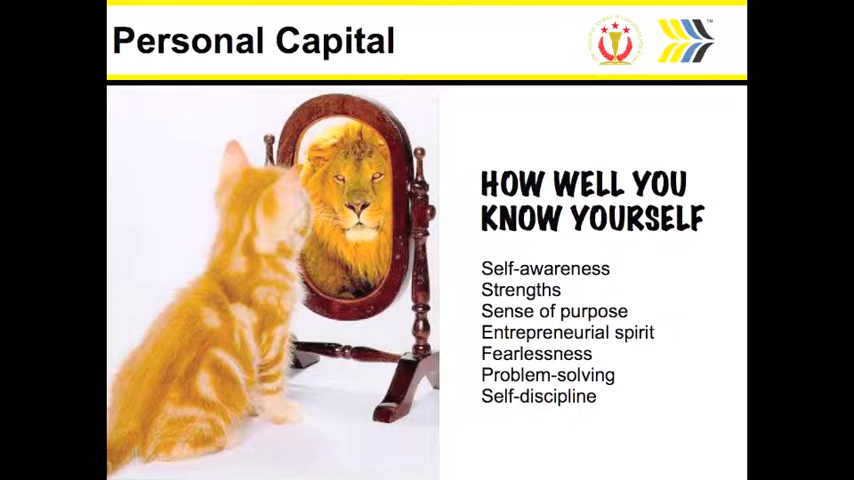 Personal Capital
TM
HOW WELL YOU
KNOW YOURSELF
Self-awareness
Strengths
Sense of purpose
Entrepreneurial spirit
Fearlessness
Problem-solving
Self-discipline